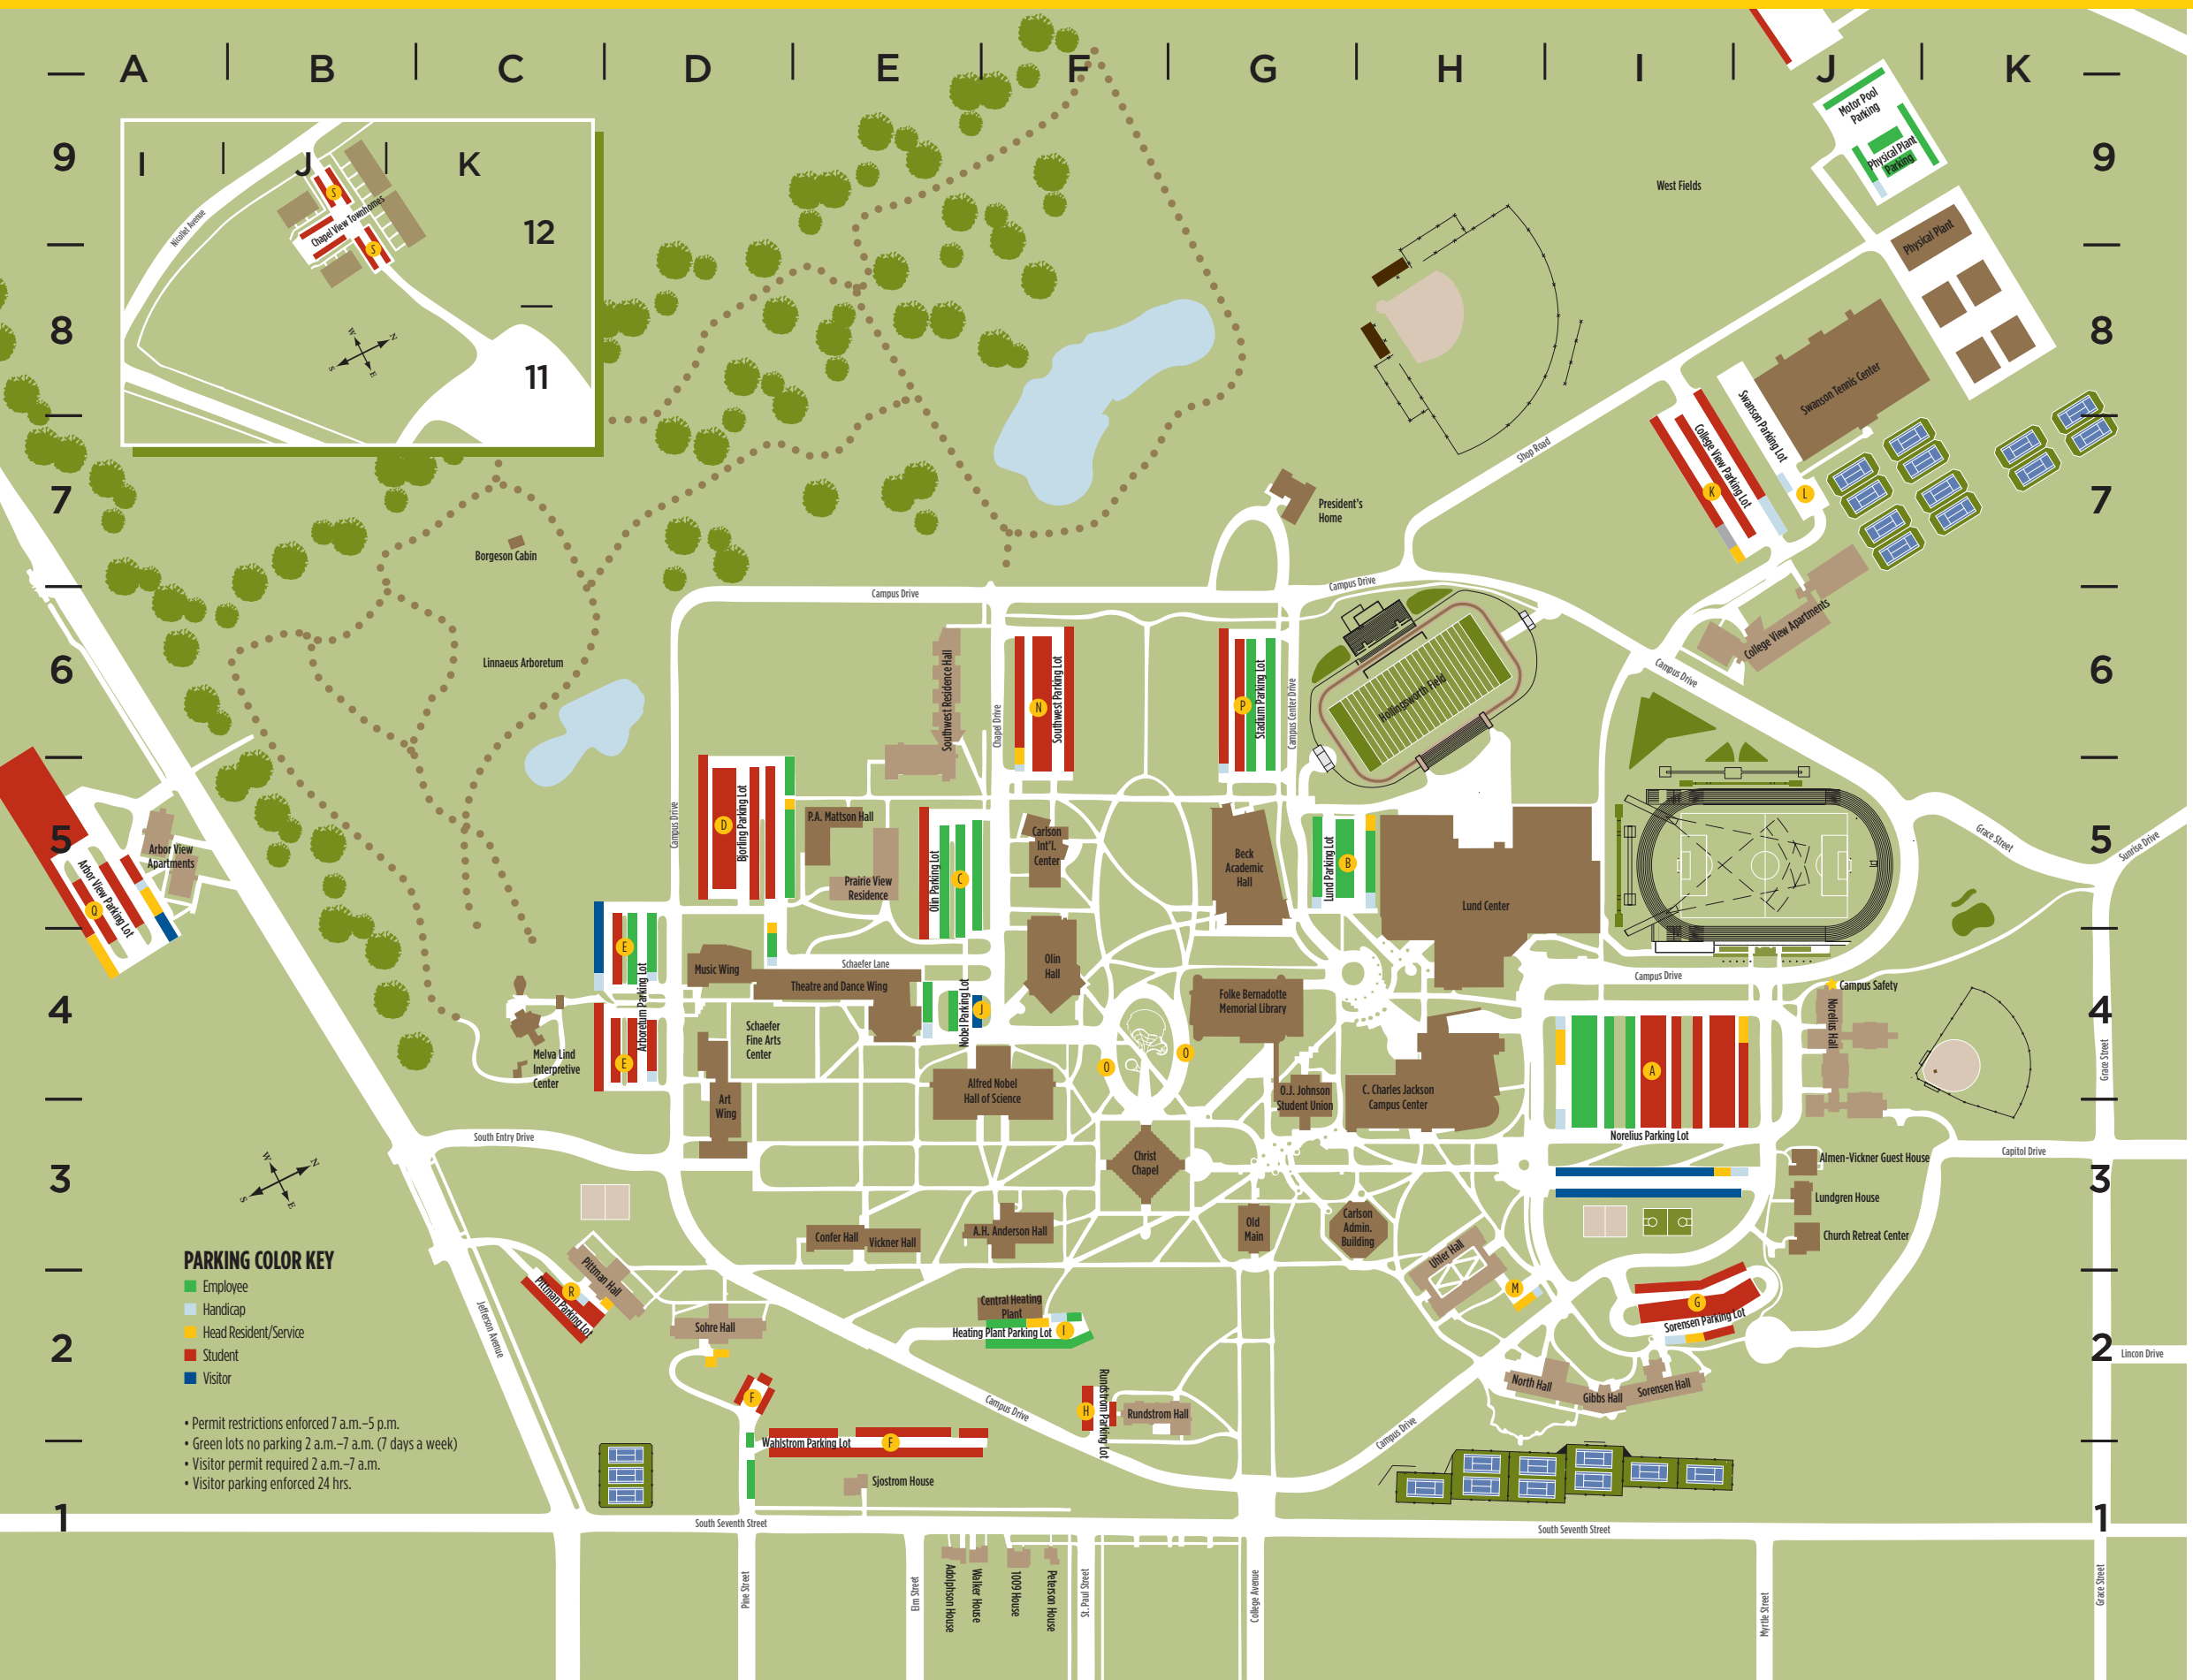 A B C D E F G H I J K
9
8
7
6
5
4
3
2
1
9
8
7
6
5
4
3
2
1
I J K
12
11
Nicollet Avenue
S
Chapel View Townhomes
S
W
N
S
E
Motor Pool
Parking
Physical Plant
Parking
West Fields
Physical Plant
Swanson Tennis Center
Swanson Parking Lot
College View Parking Lot
K
L
Shop Road
President's
Home
Borgeson Cabin
Campus Drive
Campus Drive
College View Apartments
Campus Drive
Linnaeus Arboretum
Southwest Residence Hall
Chapel Drive
N
Southwest Parking Lot
P
Stadium Parking Lot
Campus Center Drive
Hollingsworth Field
Arbor View
Apartments
Arbor View Parking Lot
Q
Campus Drive
D
Bjorling Parking Lot
P.A. Mattson Hall
Prairie View
Residence
Olin Parking Lot
C
Carlson
Int'l.
Center
Beck
Academic
Hall
Lund Parking Lot
B
Lund Center
Grace Street
Sunrise Drive
E
Arboretum Parking Lot
E
Music Wing
Schaefer Lane
Theatre and Dance Wing
Olin
Hall
Nobel Parking Lot
J
Folke Bernadotte
Memorial Library
Campus Drive
Campus Safety
Norelius Hall
Grace Street
Melva Lind
Interpretive
Center
Schaefer
Fine Arts
Center
Art
Wing
Alfred Nobel
Hall of Science
O
O
O.J. Johnson
Student Union
C. Charles Jackson
Campus Center
A
Norelius Parking Lot
South Entry Drive
Christ
Chapel
Almen-Vickner Guest House
Capitol Drive
Lundgren House
Church Retreat Center
W
N
S
E
Confer Hall
Vickner Hall
A.H. Anderson Hall
Old
Main
Carlson
Admin.
Building
Uhler Hall
M
G
Sorensen Parking Lot
Pittman Hall
R
Pittman Parking Lot
Jefferson Avenue
Sohre Hall
Central Heating
Plant
Heating Plant Parking Lot
I
Lincon Drive
North Hall
Gibbs Hall
Sorensen Hall
F
Campus Drive
H
Rundstrom Parking Lot
Rundstrom Hall
Campus Drive
Wahlstrom Parking Lot
F
Sjostrom House
South Seventh Street
South Seventh Street
Pine Street
Elm Street
Adolphson House
Walker House
1009 House
Peterson House
St. Paul Street
College Avenue
Myrtle Street
Grace Street
PARKING COLOR KEY
Employee
Handicap
Head Resident/Service
Student
Visitor
• Permit restrictions enforced 7 a.m.–5 p.m.
• Green lots no parking 2 a.m.–7 a.m. (7 days a week)
• Visitor permit required 2 a.m.–7 a.m.
• Visitor parking enforced 24 hrs.